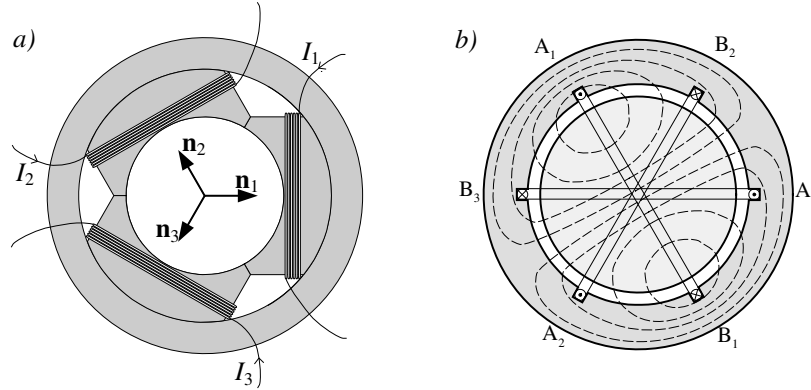 a)
I₁
I₂
n₂
n₁
n₃
I₃
b)
A₁
B₂
B₃
A
A₂
B₁